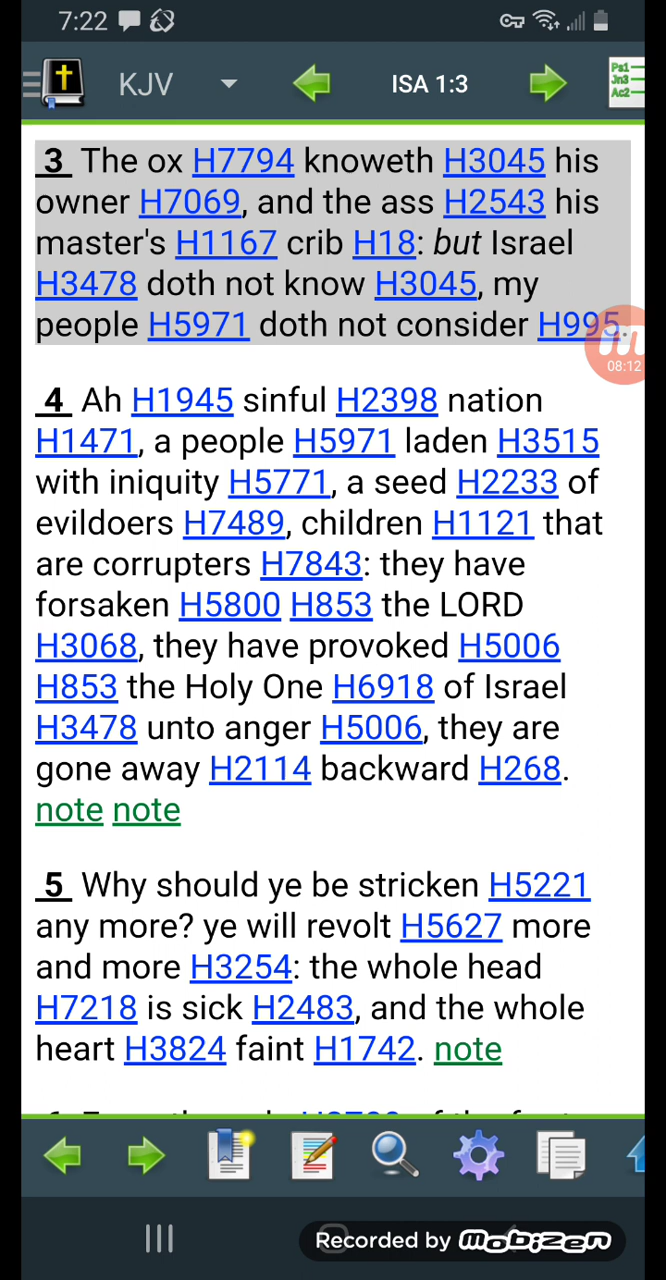 7:22
KJV
ISA 1:3
Ps1
Jn3
Ac2
3 The ox H7794 knoweth H3045 his
owner H7069, and the ass H2543 his
master's H1167 crib H18: but Israel
H3478 doth not know H3045, my
people H5971 doth not consider H995.
08:12
4 Ah H1945 sinful H2398 nation
H1471, a people H5971 laden H3515
with iniquity H5771, a seed H2233 of
evildoers H7489, children H1121 that
are corrupters H7843: they have
forsaken H5800 H853 the LORD
H3068, they have provoked H5006
H853 the Holy One H6918 of Israel
H3478 unto anger H5006, they are
gone away H2114 backward H268.
note note
5 Why should ye be stricken H5221
any more? ye will revolt H5627 more
and more H3254: the whole head
H7218 is sick H2483, and the whole
heart H3824 faint H1742. note
Recorded by mobizen